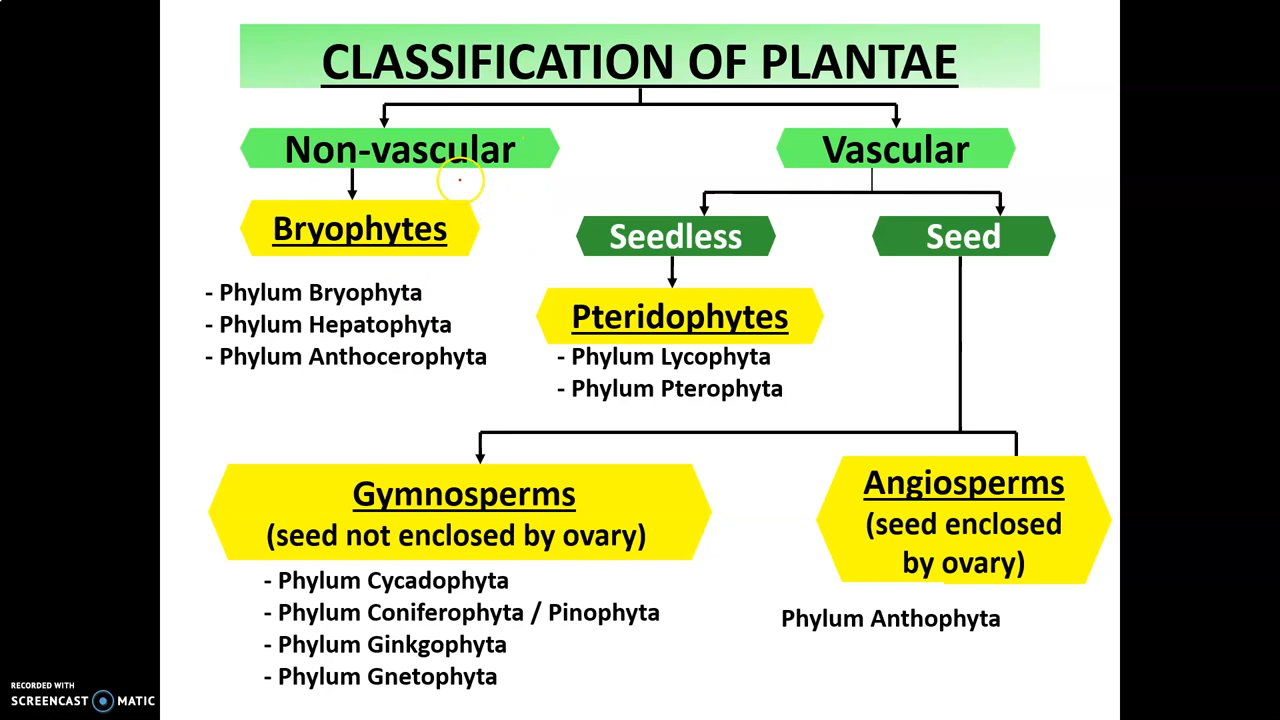 CLASSIFICATION OF PLANTAE
Non-vascular
Vascular
Bryophytes
Seedless
Seed
- Phylum Bryophyta
- Phylum Hepatophyta
- Phylum Anthocerophyta
Pteridophytes
- Phylum Lycophyta
- Phylum Pterophyta
Gymnosperms
(seed not enclosed by ovary)
Angiosperms
(seed enclosed
by ovary)
- Phylum Cycadophyta
- Phylum Coniferophyta / Pinophyta
- Phylum Ginkgophyta
- Phylum Gnetophyta
Phylum Anthophyta
RECORDED WITH
SCREENCAST MATIC